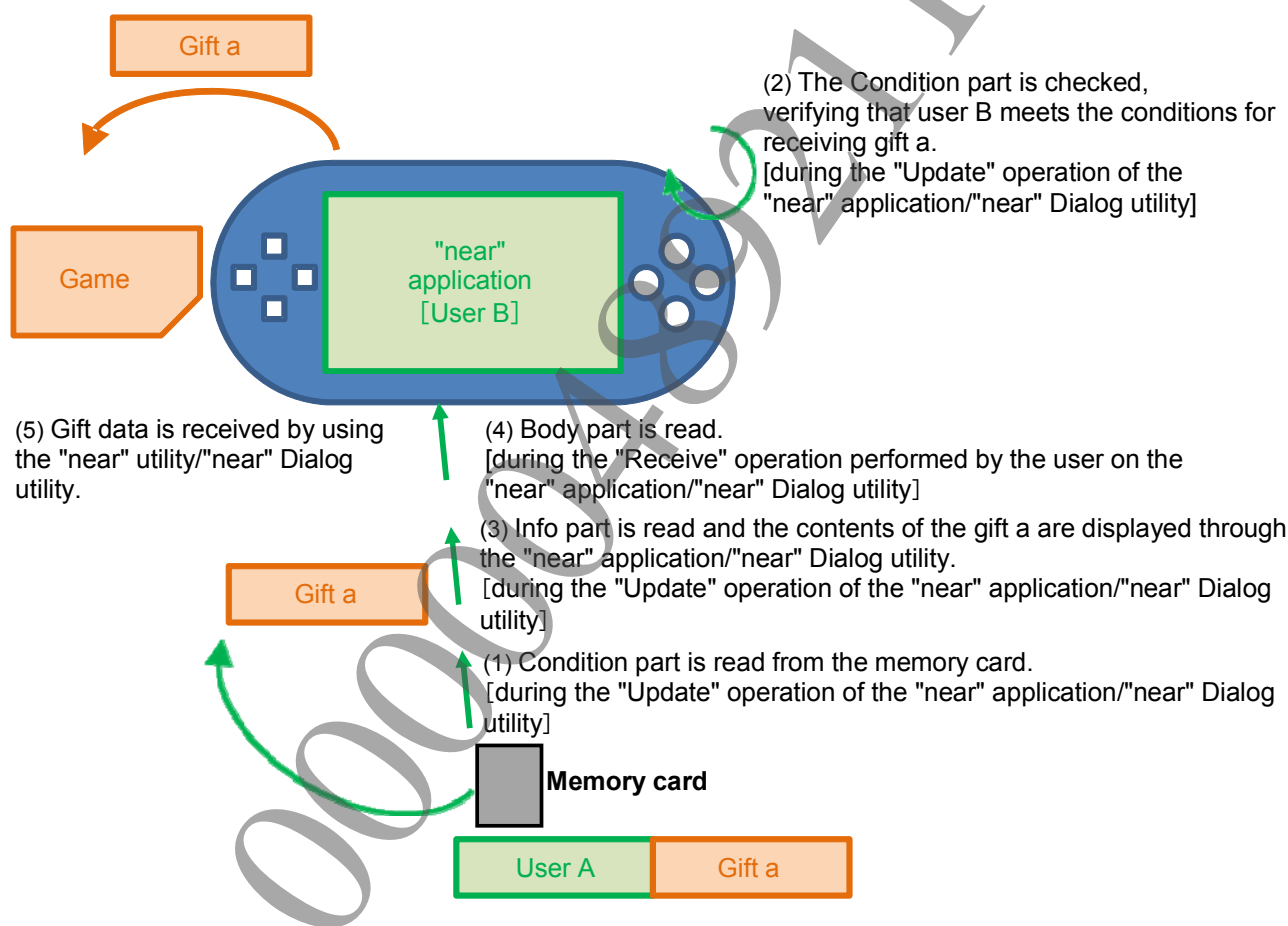 Gift a
(2) The Condition part is checked,
verifying that user B meets the conditions for
receiving gift a.
[during the "Update" operation of the
"near" application/"near" Dialog utility]
"near"
application
[User B]
Game
(5) Gift data is received by using
the "near" utility/"near" Dialog
utility.
(4) Body part is read.
[during the "Receive" operation performed by the user on the
"near" application/"near" Dialog utility]
(3) Info part is read and the contents of the gift a are displayed through
the "near" application/"near" Dialog utility.
[during the "Update" operation of the "near" application/"near" Dialog
utility]
Gift a
(1) Condition part is read from the memory card.
[during the "Update" operation of the "near" application/"near" Dialog
utility]
Memory card
User A
Gift a